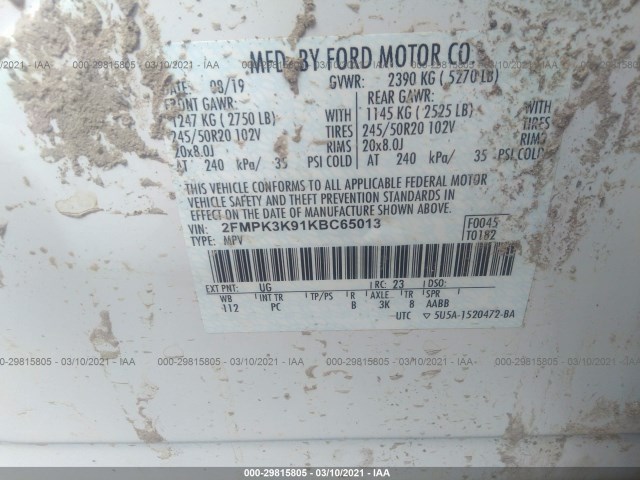 MFD. BY FORD MOTOR CO
DATE: 08/19 GVWR: 2390 KG ( 5270 LB)
FRONT GAWR: REAR GAWR:
1247 KG ( 2750 LB) WITH 1145 KG ( 2525 LB) WITH
245/50R20 102V TIRES 245/50R20 102V TIRES
20x8.0J RIMS 20x8.0J RIMS
AT 240 kPa/ 35 PSI COLD AT 240 kPa/ 35 PSI COLD
THIS VEHICLE CONFORMS TO ALL APPLICABLE FEDERAL MOTOR
VEHICLE SAFETY AND THEFT PREVENTION STANDARDS IN
EFFECT ON THE DATE OF MANUFACTURE SHOWN ABOVE.
VIN: 2FMPK3K91KBC65013 F0045
TYPE: MPV T0182
EXT PNT: UG RC: 23 DSO:
WB INT TR TP/PS R AXLE TR SPR
112 PC B 3K 8 AABB
UTC 5U5A-1520472-BA
000-29815805 - 03/10/2021 - IAA
000-29815805 - 03/10/2021 - IAA
000-29815805 - 03/10/2021 - IAA
000-29815805 - 03/10/2021 - IAA
000-29815805 - 03/10/2021 - IAA
000-29815805 - 03/10/2021 - IAA
000-29815805 - 03/10/2021 - IAA